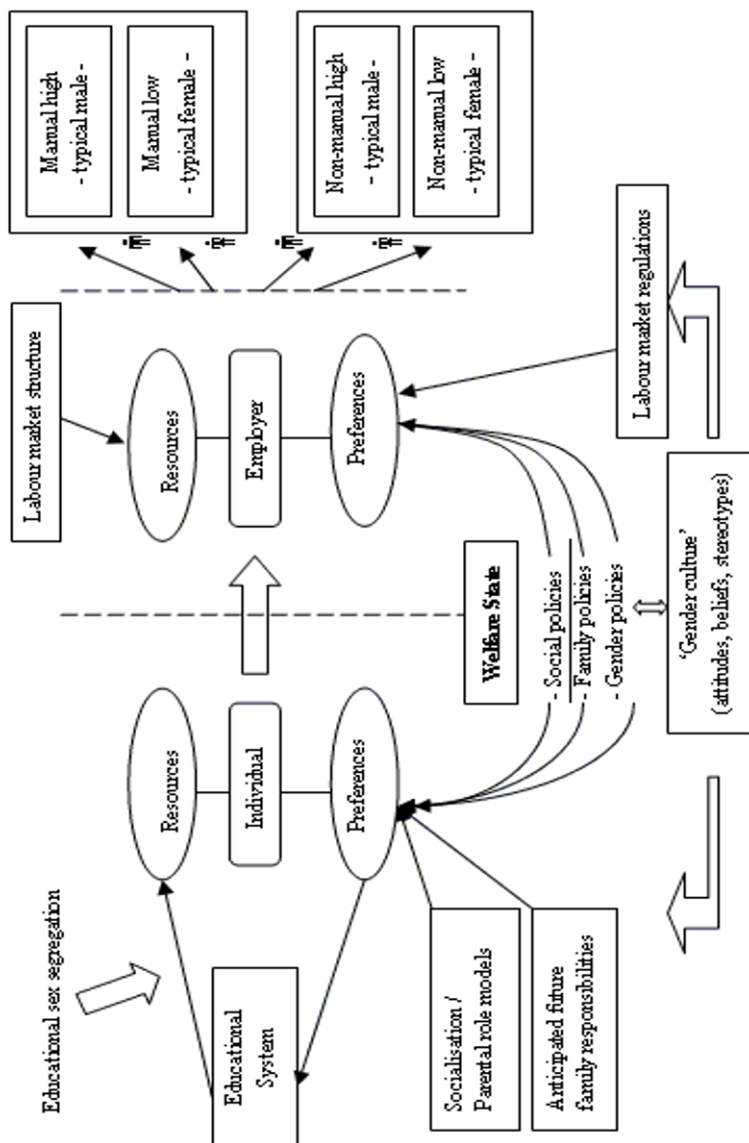 Educational sex segregation
Educational
System
Socialisation /
Parental role models
Anticipated future
family responsibilities
Resources
Individual
Preferences
Welfare State
- Social policies
- Family policies
- Gender policies
'Gender culture'
(attitudes, beliefs, stereotypes)
Labour market structure
Resources
Employer
Preferences
Labour market regulations
Manual high
- typical male -
Manual low
- typical female -
Non-manual high
- typical male -
Non-manual low
- typical female -